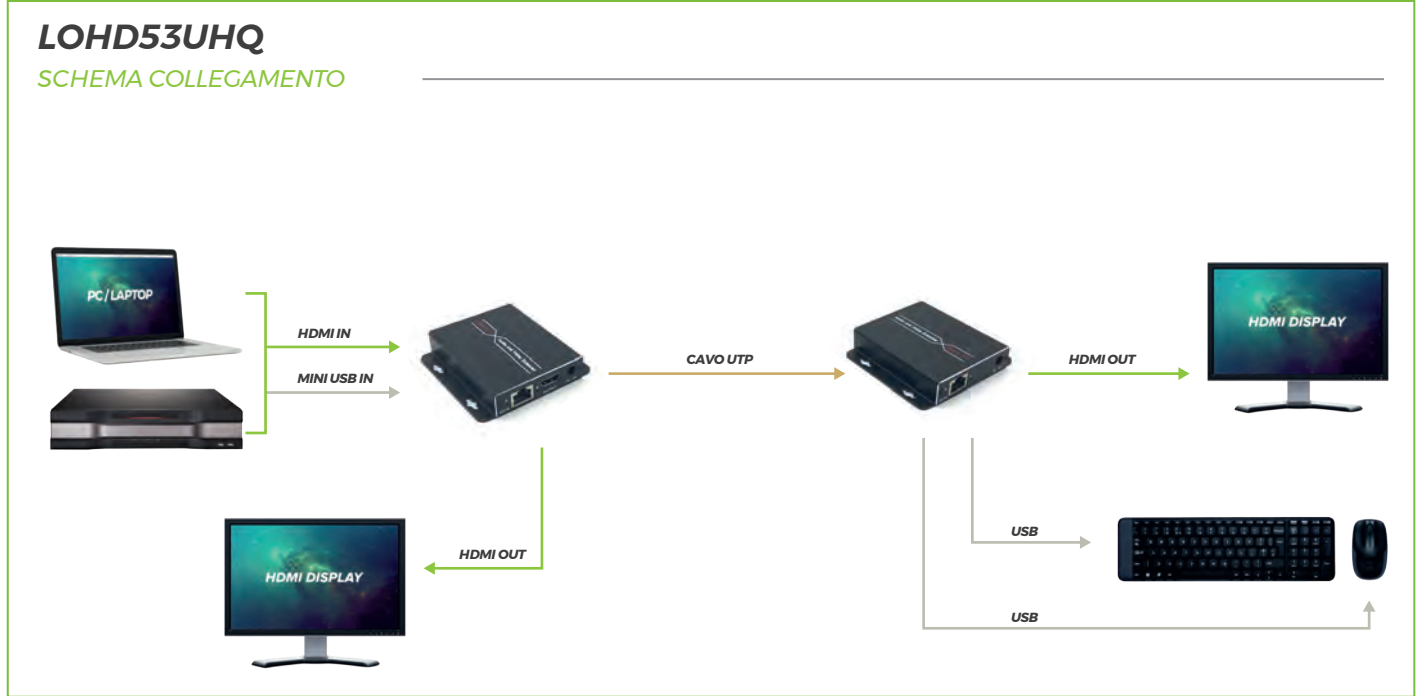 LOHD53UHQ
SCHEMA COLLEGAMENTO
PC/LAPTOP
HDMI IN
MINI USB IN
CAVO UTP
HDMI OUT
HDMI DISPLAY
HDMI OUT
HDMI DISPLAY
USB
USB